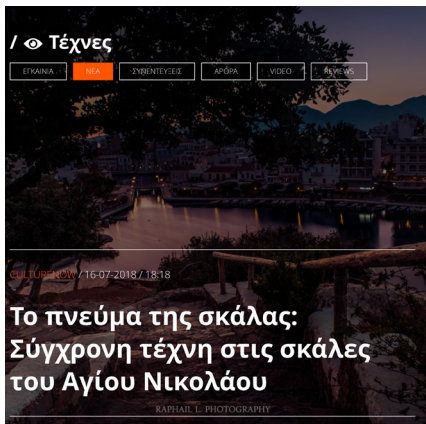 / Τέχνες
ΕΓΚΑΙΝΙΑ ΝΕΑ ΣΥΝΕΝΤΕΥΞΕΙΣ ΑΡΘΡΑ VIDEO REVIEWS
CULTURENOW / 16-07-2018 / 18:18
Το πνεύμα της σκάλας:
Σύγχρονη τέχνη στις σκάλες
του Αγίου Νικολάου
RAPHAIL L. PHOTOGRAPHY